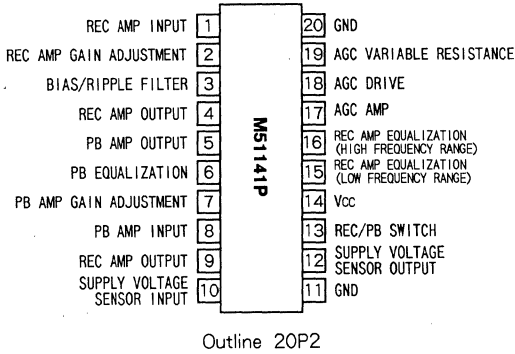 REC AMP INPUT 1
REC AMP GAIN ADJUSTMENT 2
BIAS/RIPPLE FILTER 3
REC AMP OUTPUT 4
PB AMP OUTPUT 5
PB EQUALIZATION 6
PB AMP GAIN ADJUSTMENT 7
PB AMP INPUT 8
REC AMP OUTPUT 9
SUPPLY VOLTAGE
SENSOR INPUT 10
M51141P
20 GND
19 AGC VARIABLE RESISTANCE
18 AGC DRIVE
17 AGC AMP
16 REC AMP EQUALIZATION
(HIGH FREQUENCY RANGE)
15 REC AMP EQUALIZATION
(LOW FREQUENCY RANGE)
14 VCC
13 REC/PB SWITCH
12 SUPPLY VOLTAGE
SENSOR OUTPUT
11 GND
Outline 20P2